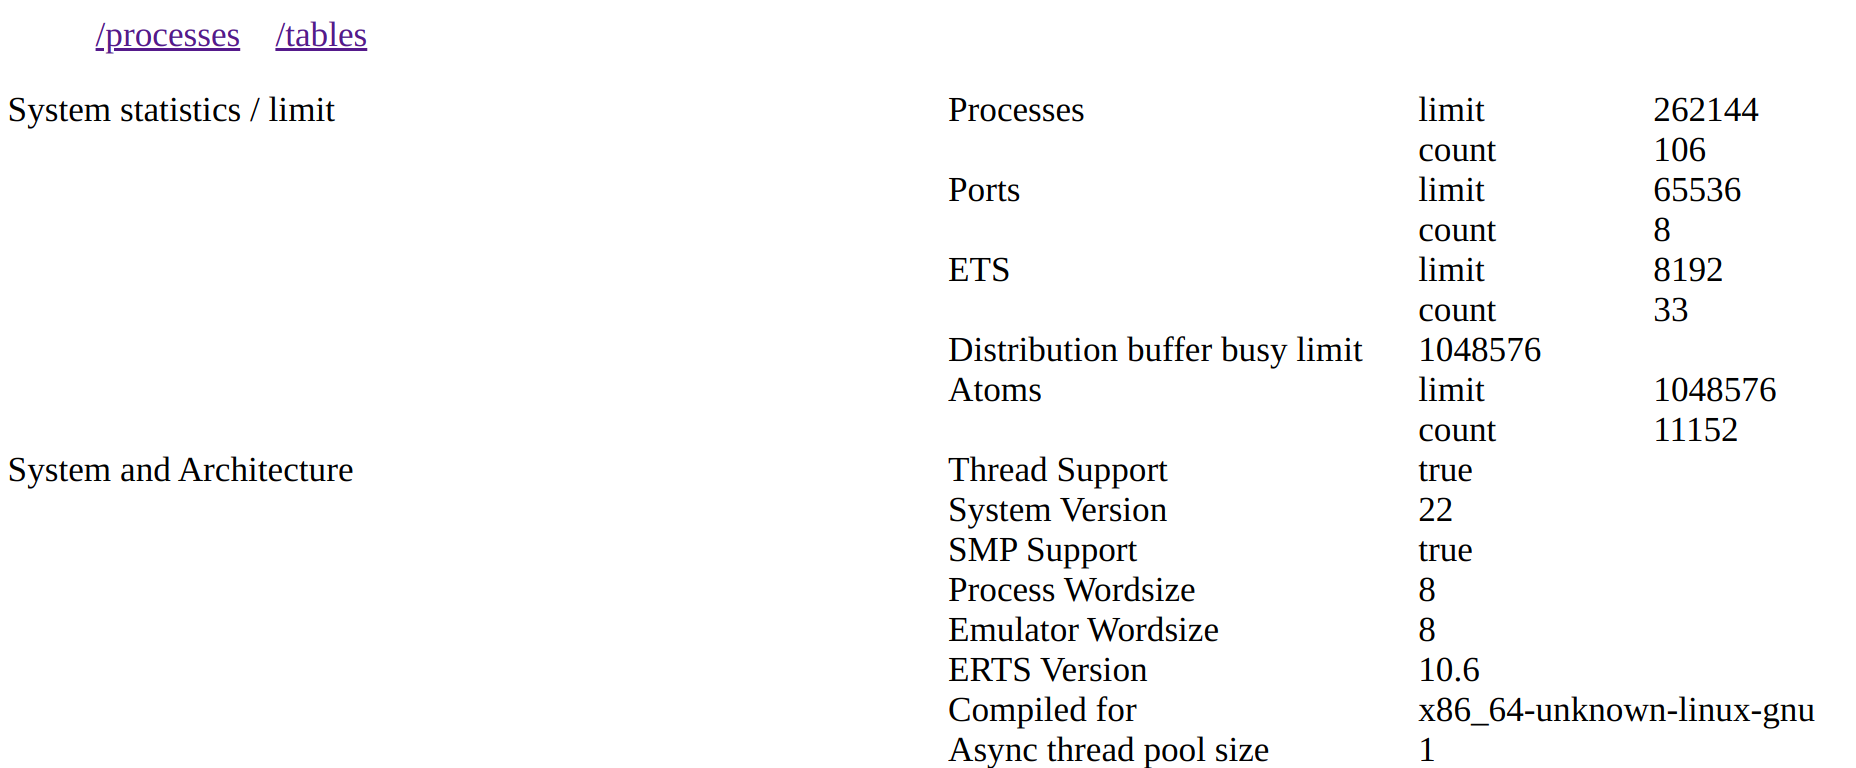 /processes /tables
System statistics / limit Processes limit 262144
count 106
Ports limit 65536
count 8
ETS limit 8192
count 33
Distribution buffer busy limit 1048576
Atoms limit 1048576
count 11152
System and Architecture Thread Support true
System Version 22
SMP Support true
Process Wordsize 8
Emulator Wordsize 8
ERTS Version 10.6
Compiled for x86_64-unknown-linux-gnu
Async thread pool size 1